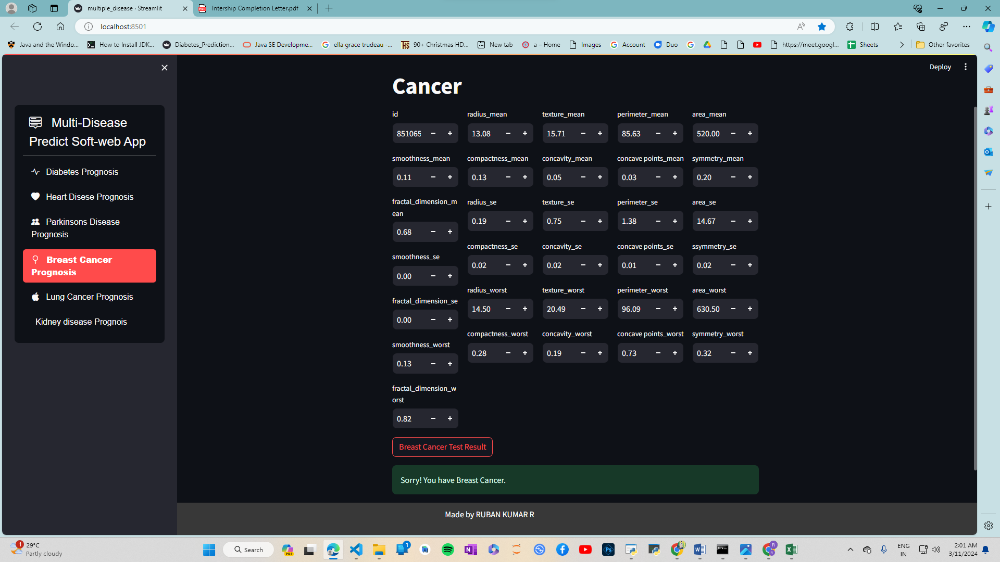 multiple_disease · Streamlit
Intership Completion Letter.pdf
localhost:8501
Java and the Windo...
How to Install JDK...
Diabetes_Prediction...
Java SE Developme...
ella grace trudeau -...
90+ Christmas HD...
New tab
a – Home
Images
Account
Duo
https://meet.googl...
Sheets
Other favorites
Deploy
Multi-Disease
Predict Soft-web App
Diabetes Prognosis
Heart Disese Prognosis
Parkinsons Disease
Prognosis
Breast Cancer
Prognosis
Lung Cancer Prognosis
Kidney disease Prognois
Cancer
id radius_mean texture_mean perimeter_mean area_mean
851065 13.08 15.71 85.63 520.00
smoothness_mean compactness_mean concavity_mean concave points_mean symmetry_mean
0.11 0.13 0.05 0.03 0.20
fractal_dimension_m
ean
0.68
radius_se texture_se perimeter_se area_se
0.19 0.75 1.38 14.67
smoothness_se
0.00
compactness_se concavity_se concave points_se ssymmetry_se
0.02 0.02 0.01 0.02
fractal_dimension_se
0.00
radius_worst texture_worst perimeter_worst area_worst
14.50 20.49 96.09 630.50
smoothness_worst
0.13
compactness_worst concavity_worst concave points_worst symmetry_worst
0.28 0.19 0.73 0.32
fractal_dimension_w
orst
0.82
Breast Cancer Test Result
Sorry! You have Breast Cancer.
Made by RUBAN KUMAR R
1
29°C
Partly cloudy
Search
PRE
1
Ps
R
ENG
IN
2:01 AM
3/11/2024